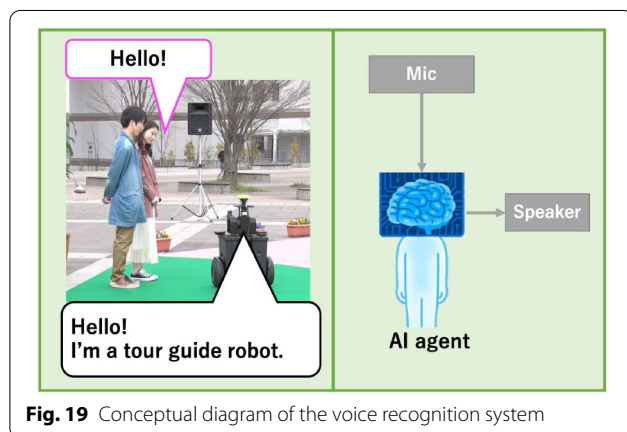 Hello!
Hello!
I'm a tour guide robot.
Mic
Speaker
AI agent
Fig. 19 Conceptual diagram of the voice recognition system